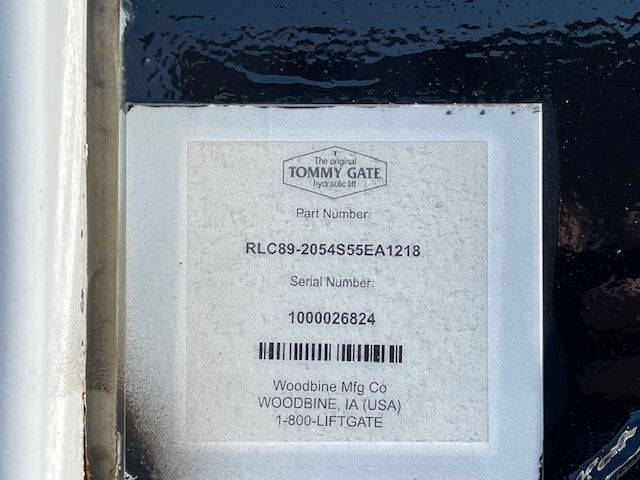 The original
TOMMY GATE
hydraulic lift
Part Number:
RLC89-2054S55EA1218
Serial Number:
1000026824
Woodbine Mfg Co
WOODBINE, IA (USA)
1-800-LIFTGATE